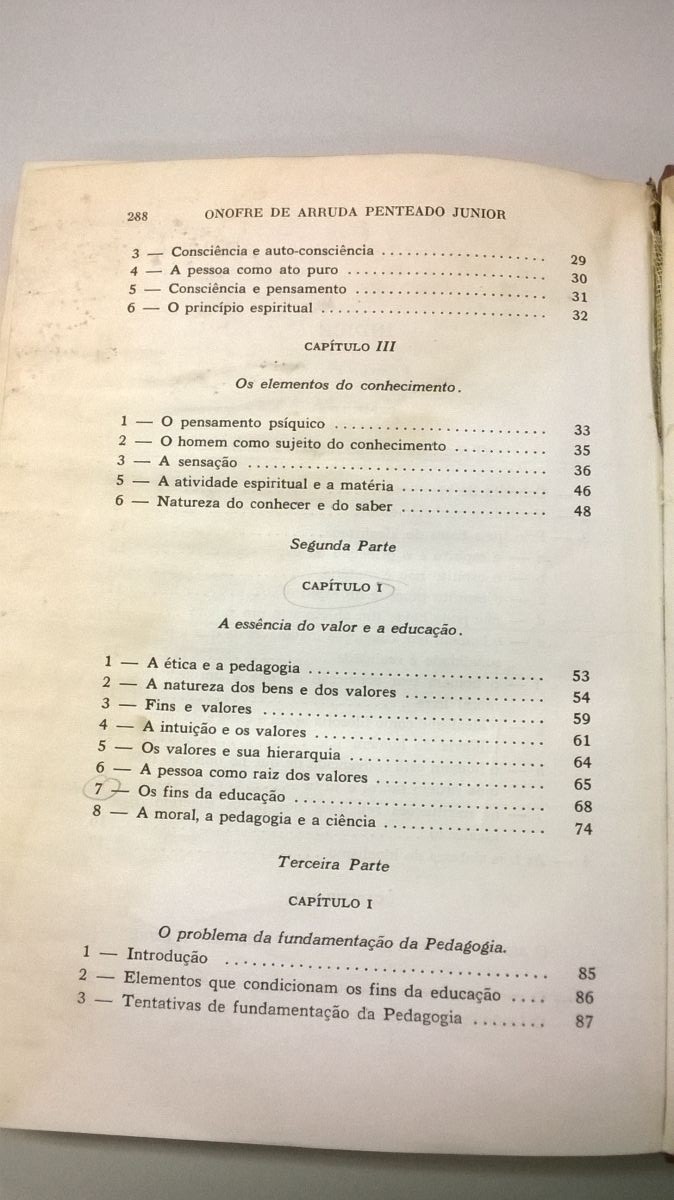 288 ONOFRE DE ARRUDA PENTEADO JUNIOR
3 — Consciência e auto-consciência .................... 29
4 — A pessoa como ato puro ........................ 30
5 — Consciência e pensamento ....................... 31
6 — O princípio espiritual ........................... 32
CAPÍTULO III
Os elementos do conhecimento.
1 — O pensamento psíquico ......................... 33
2 — O homem como sujeito do conhecimento ........... 35
3 — A sensação .................................... 36
5 — A atividade espiritual e a matéria ................. 46
6 — Natureza do conhecer e do saber ................. 48
Segunda Parte
CAPÍTULO I
A essência do valor e a educação.
1 — A ética e a pedagogia ........................... 53
2 — A natureza dos bens e dos valores ................ 54
3 — Fins e valores ................................. 59
4 — A intuição e os valores .......................... 61
5 — Os valores e sua hierarquia ...................... 64
6 — A pessoa como raiz dos valores ................... 65
7 — Os fins da educação ............................ 68
8 — A moral, a pedagogia e a ciência .................. 74
Terceira Parte
CAPÍTULO I
O problema da fundamentação da Pedagogia.
1 — Introdução .................................. 85
2 — Elementos que condicionam os fins da educação .... 86
3 — Tentativas de fundamentação da Pedagogia ........ 87